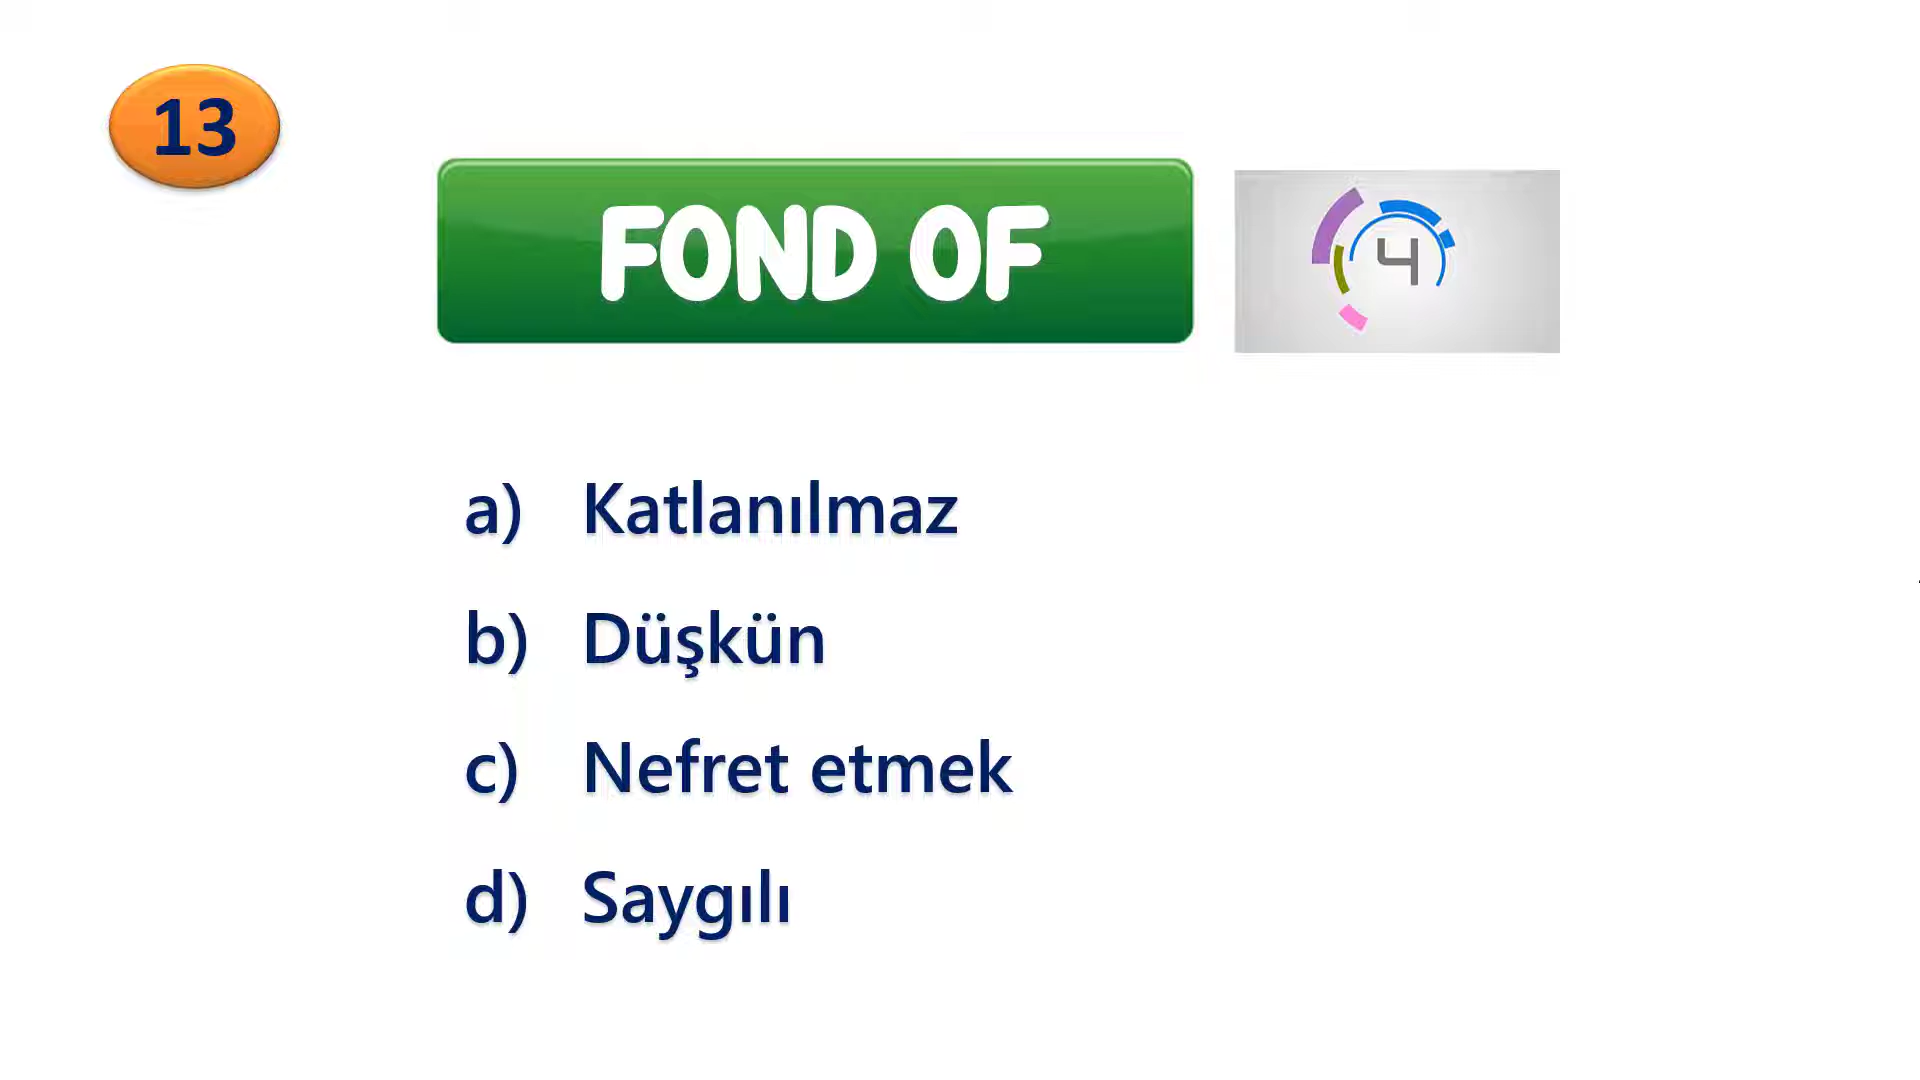 13
FOND OF
4
a) Katlanılmaz
b) Düşkün
c) Nefret etmek
d) Saygılı